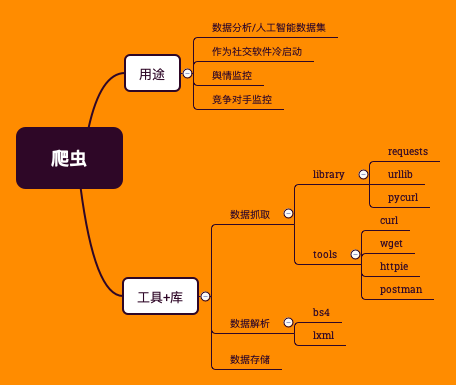 爬虫
用途
数据分析/人工智能数据集
作为社交软件冷启动
舆情监控
竞争对手监控
工具+库
数据抓取
library
requests
urllib
pycurl
tools
curl
wget
httpie
postman
数据解析
bs4
lxml
数据存储